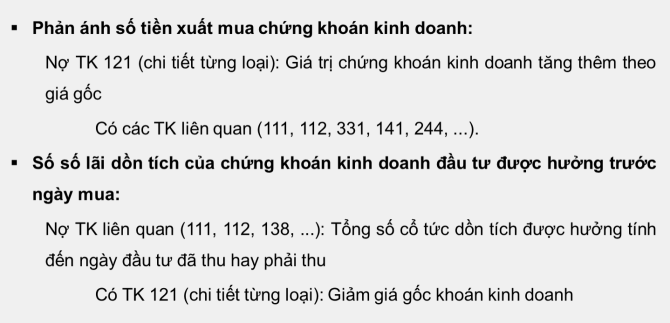 ▪ Phản ánh số tiền xuất mua chứng khoán kinh doanh:
Nợ TK 121 (chi tiết từng loại): Giá trị chứng khoán kinh doanh tăng thêm theo
giá gốc
Có các TK liên quan (111, 112, 331, 141, 244, ...).
▪ Số số lãi dồn tích của chứng khoán kinh doanh đầu tư được hưởng trước
ngày mua:
Nợ TK liên quan (111, 112, 138, ...): Tổng số cổ tức dồn tích được hưởng tính
đến ngày đầu tư đã thu hay phải thu
Có TK 121 (chi tiết từng loại): Giảm giá gốc khoán kinh doanh